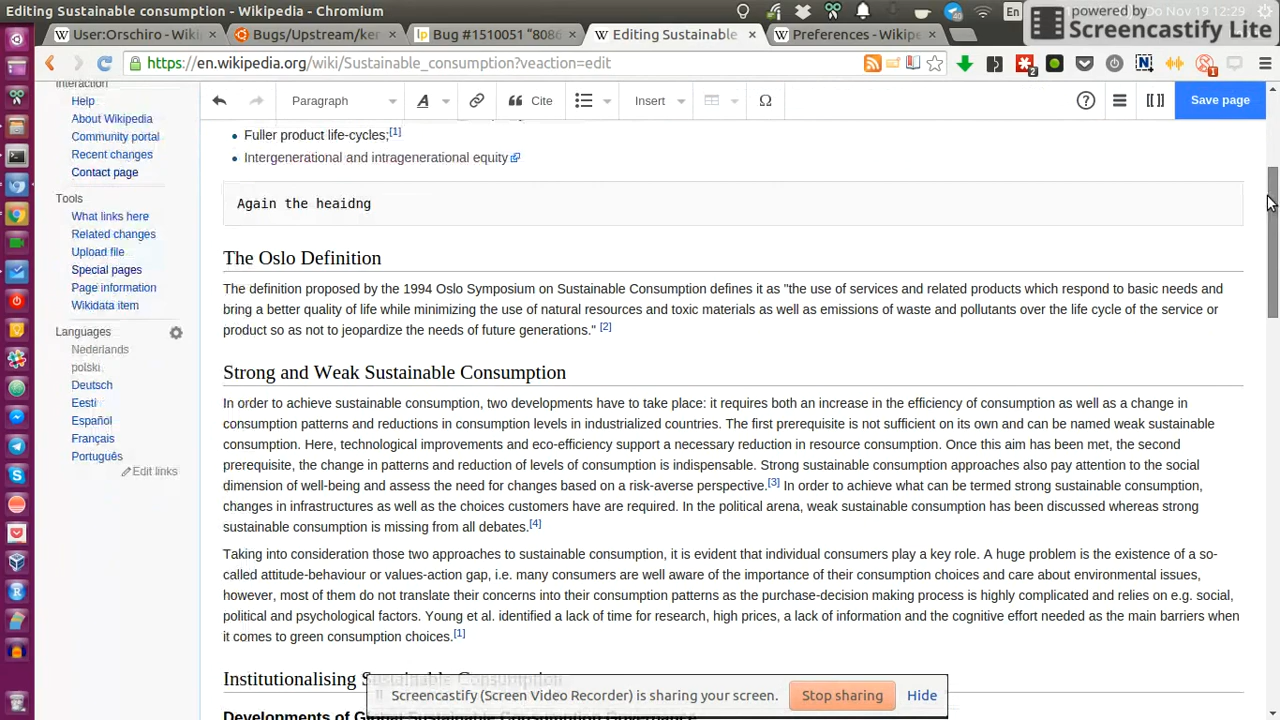 Editing Sustainable consumption - Wikipedia - Chromium
En
Do Nov 19 12:29
powered by
Screencastify Lite
User:Orschiro - Wiki
Bugs/Upstream/ker
Bug #1510051 "8086
Editing Sustainable
Preferences - Wikipe
https://en.wikipedia.org/wiki/Sustainable_consumption?veaction=edit
Interaction
Help
About Wikipedia
Community portal
Recent changes
Contact page
Tools
What links here
Related changes
Upload file
Special pages
Page information
Wikidata item
Languages
Nederlands
polski
Deutsch
Eesti
Español
Français
Português
Edit links
Paragraph
A
Cite
Insert
Ω
Save page
Fuller product life-cycles;[1]
Intergenerational and intragenerational equity
Again the heaidng
The Oslo Definition
The definition proposed by the 1994 Oslo Symposium on Sustainable Consumption defines it as "the use of services and related products which respond to basic needs and
bring a better quality of life while minimizing the use of natural resources and toxic materials as well as emissions of waste and pollutants over the life cycle of the service or
product so as not to jeopardize the needs of future generations." [2]
Strong and Weak Sustainable Consumption
In order to achieve sustainable consumption, two developments have to take place: it requires both an increase in the efficiency of consumption as well as a change in
consumption patterns and reductions in consumption levels in industrialized countries. The first prerequisite is not sufficient on its own and can be named weak sustainable
consumption. Here, technological improvements and eco-efficiency support a necessary reduction in resource consumption. Once this aim has been met, the second
prerequisite, the change in patterns and reduction of levels of consumption is indispensable. Strong sustainable consumption approaches also pay attention to the social
dimension of well-being and assess the need for changes based on a risk-averse perspective.[3] In order to achieve what can be termed strong sustainable consumption,
changes in infrastructures as well as the choices customers have are required. In the political arena, weak sustainable consumption has been discussed whereas strong
sustainable consumption is missing from all debates.[4]
Taking into consideration those two approaches to sustainable consumption, it is evident that individual consumers play a key role. A huge problem is the existence of a so-
called attitude-behaviour or values-action gap, i.e. many consumers are well aware of the importance of their consumption choices and care about environmental issues,
however, most of them do not translate their concerns into their consumption patterns as the purchase-decision making process is highly complicated and relies on e.g. social,
political and psychological factors. Young et al. identified a lack of time for research, high prices, a lack of information and the cognitive effort needed as the main barriers when
it comes to green consumption choices.[1]
Institutionalising Sustainable Consumption
Developments of Global Sustainable Consumption Governance
Screencastify (Screen Video Recorder) is sharing your screen.
Stop sharing
Hide